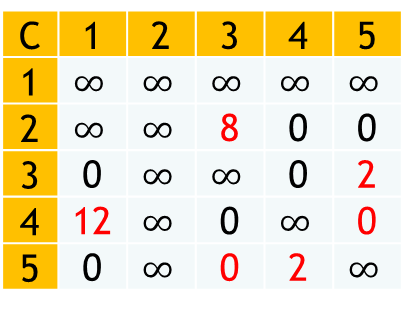 C 1 2 3 4 5
1 ∞ ∞ ∞ ∞ ∞
2 ∞ ∞ 8 0 0
3 0 ∞ ∞ 0 2
4 12 ∞ 0 ∞ 0
5 0 ∞ 0 2 ∞